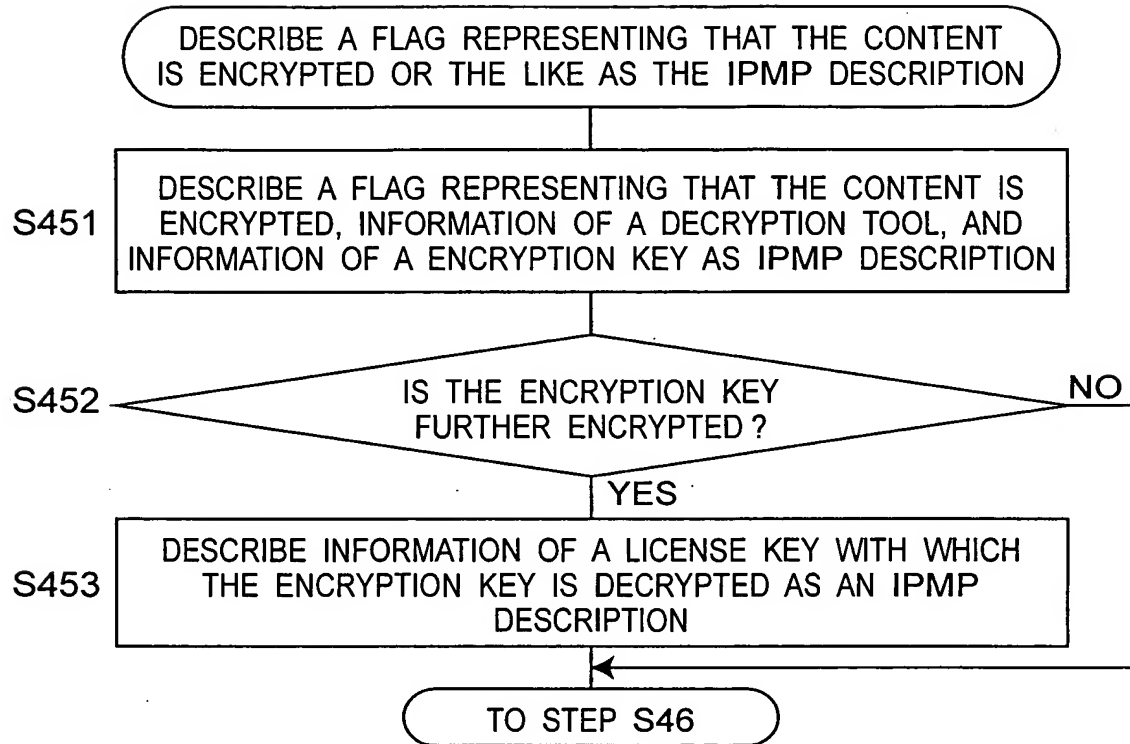 DESCRIBE A FLAG REPRESENTING THAT THE CONTENT
IS ENCRYPTED OR THE LIKE AS THE IPMP DESCRIPTION
S451
DESCRIBE A FLAG REPRESENTING THAT THE CONTENT IS
ENCRYPTED, INFORMATION OF A DECRYPTION TOOL, AND
INFORMATION OF A ENCRYPTION KEY AS IPMP DESCRIPTION
S452
IS THE ENCRYPTION KEY
FURTHER ENCRYPTED?
NO
YES
S453
DESCRIBE INFORMATION OF A LICENSE KEY WITH WHICH
THE ENCRYPTION KEY IS DECRYPTED AS AN IPMP
DESCRIPTION
TO STEP S46